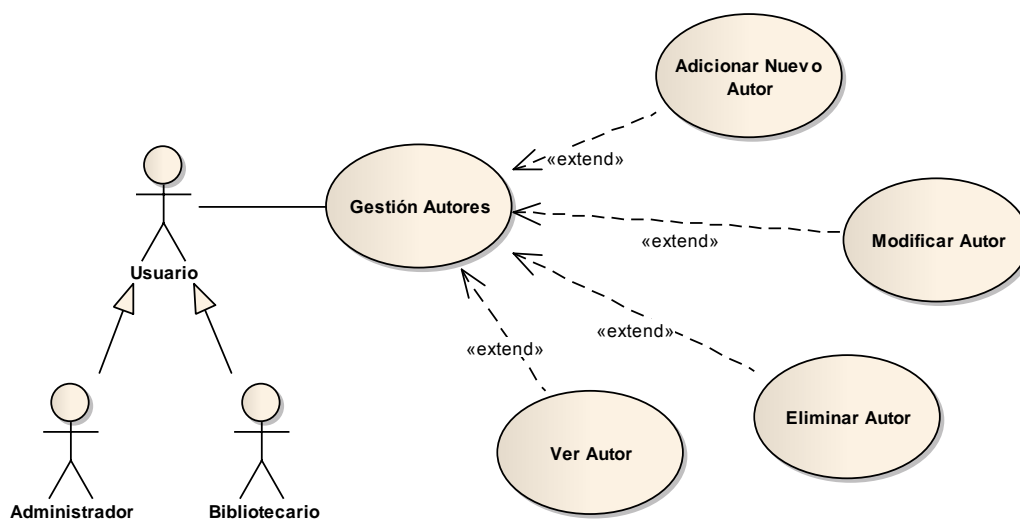 Adicionar Nuevo
Autor
«extend»
Gestión Autores
Modificar Autor
«extend»
Usuario
«extend»
«extend»
Eliminar Autor
Ver Autor
Administrador
Bibliotecario